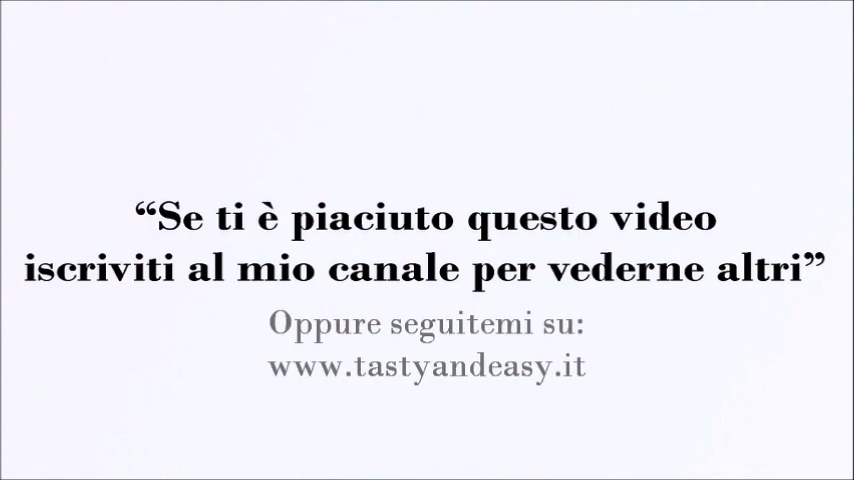 “Se ti è piaciuto questo video
iscriviti al mio canale per vederne altri”
Oppure seguitemi su:
www.tastyandeasy.it